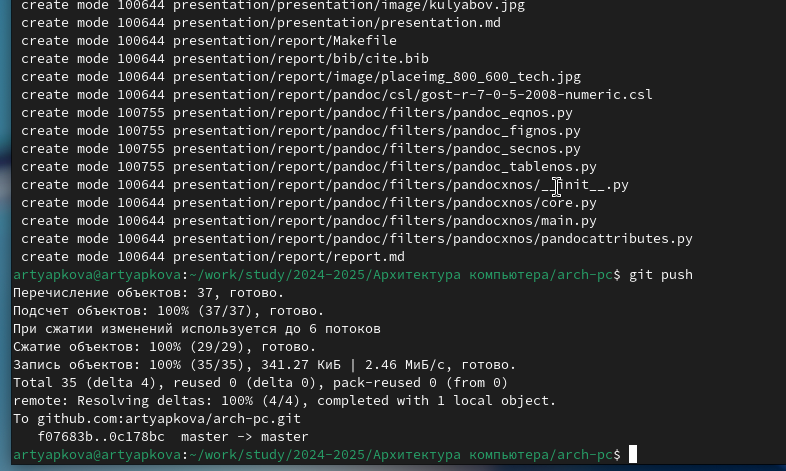 create mode 100644 presentation/presentation/image/kulyabov.jpg
create mode 100644 presentation/presentation/presentation.md
create mode 100644 presentation/report/Makefile
create mode 100644 presentation/report/bib/cite.bib
create mode 100644 presentation/report/image/placeimg_800_600_tech.jpg
create mode 100644 presentation/report/pandoc/csl/gost-r-7-0-5-2008-numeric.csl
create mode 100755 presentation/report/pandoc/filters/pandoc_eqnos.py
create mode 100755 presentation/report/pandoc/filters/pandoc_fignos.py
create mode 100755 presentation/report/pandoc/filters/pandoc_secnos.py
create mode 100755 presentation/report/pandoc/filters/pandoc_tablenos.py
create mode 100644 presentation/report/pandoc/filters/pandocxnos/__init__.py
create mode 100644 presentation/report/pandoc/filters/pandocxnos/core.py
create mode 100644 presentation/report/pandoc/filters/pandocxnos/main.py
create mode 100644 presentation/report/pandoc/filters/pandocxnos/pandocattributes.py
create mode 100644 presentation/report/report.md
artyapkova@artyapkova:~/work/study/2024-2025/Архитектура компьютера/arch-pc$ git push
Перечисление объектов: 37, готово.
Подсчет объектов: 100% (37/37), готово.
При сжатии изменений используется до 6 потоков
Сжатие объектов: 100% (29/29), готово.
Запись объектов: 100% (35/35), 341.27 КиБ | 2.46 МиБ/с, готово.
Total 35 (delta 4), reused 0 (delta 0), pack-reused 0 (from 0)
remote: Resolving deltas: 100% (4/4), completed with 1 local object.
To github.com:artyapkova/arch-pc.git
f07683b..0c178bc  master -> master
artyapkova@artyapkova:~/work/study/2024-2025/Архитектура компьютера/arch-pc$